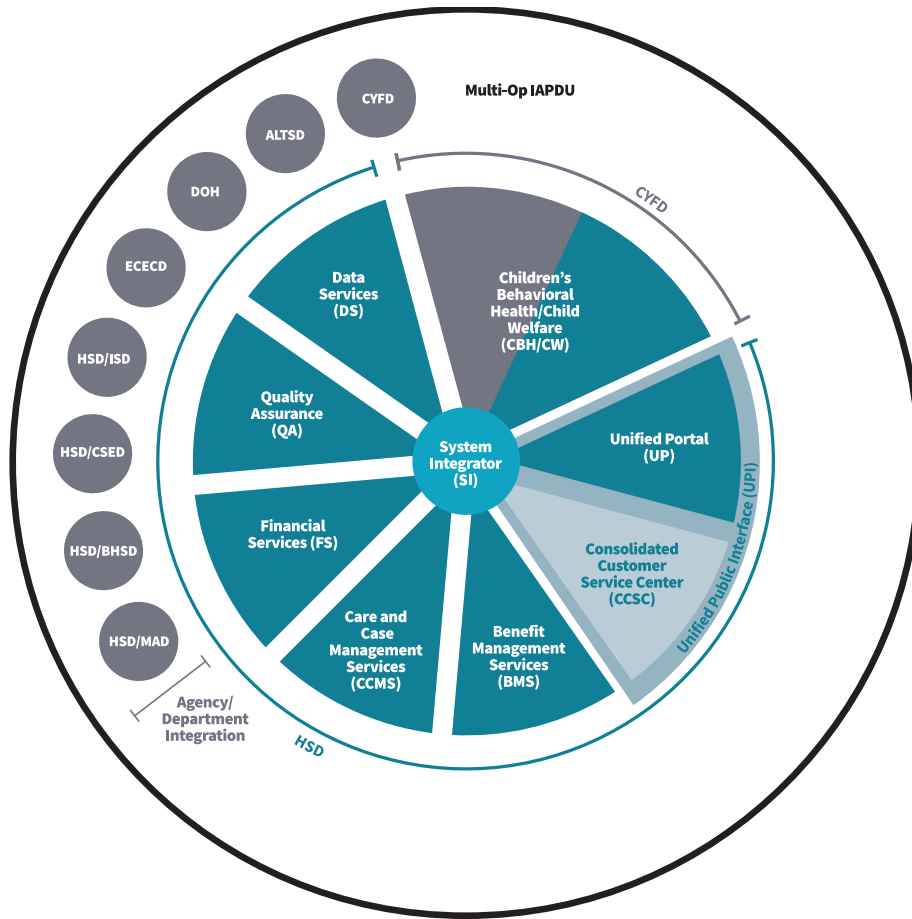 Multi-Op IAPDU
CYFD
ALTSD
DOH
ECECD
HSD/ISD
HSD/CSED
HSD/BHSD
HSD/MAD
Agency/
Department
Integration
HSD
CYFD
Children’s
Behavioral
Health/Child
Welfare
(CBH/CW)
Unified Portal
(UP)
Consolidated
Customer
Service Center
(CCSC)
Unified Public Interface (UPI)
Benefit
Management
Services
(BMS)
Care and
Case
Management
Services
(CCMS)
Financial
Services (FS)
Quality
Assurance
(QA)
Data
Services
(DS)
System
Integrator
(SI)